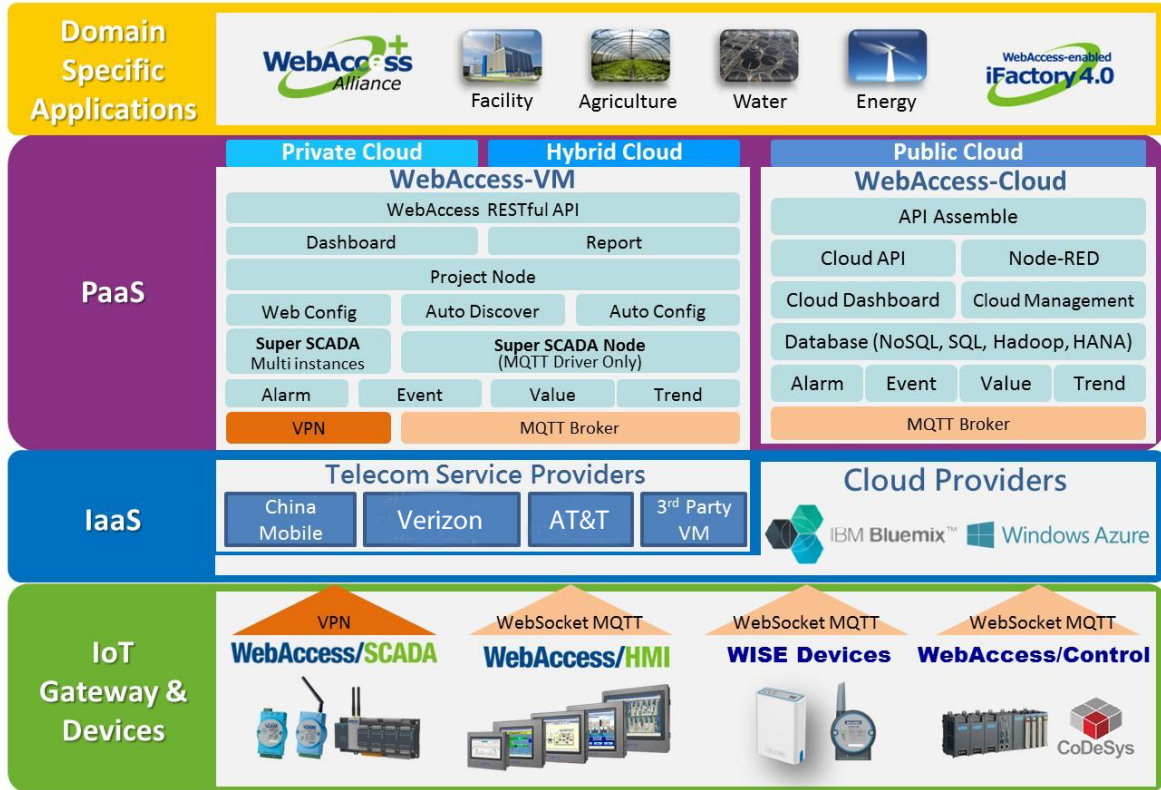 Domain
Specific
Applications
WebAccess+
Alliance
Facility
Agriculture
Water
Energy
WebAccess-enabled
iFactory 4.0
PaaS
Private Cloud
Hybrid Cloud
WebAccess-VM
WebAccess RESTful API
Dashboard
Report
Project Node
Web Config
Auto Discover
Auto Config
Super SCADA
Multi instances
Super SCADA Node
(MQTT Driver Only)
Alarm
Event
Value
Trend
VPN
MQTT Broker
Public Cloud
WebAccess-Cloud
API Assemble
Cloud API
Node-RED
Cloud Dashboard
Cloud Management
Database (NoSQL, SQL, Hadoop, HANA)
Alarm
Event
Value
Trend
MQTT Broker
IaaS
Telecom Service Providers
China
Mobile
Verizon
AT&T
3rd Party
VM
Cloud Providers
IBM Bluemix™
Windows Azure
IoT
Gateway &
Devices
VPN
WebAccess/SCADA
WebSocket MQTT
WebAccess/HMI
WebSocket MQTT
WISE Devices
WebSocket MQTT
WebAccess/Control
CoDeSys